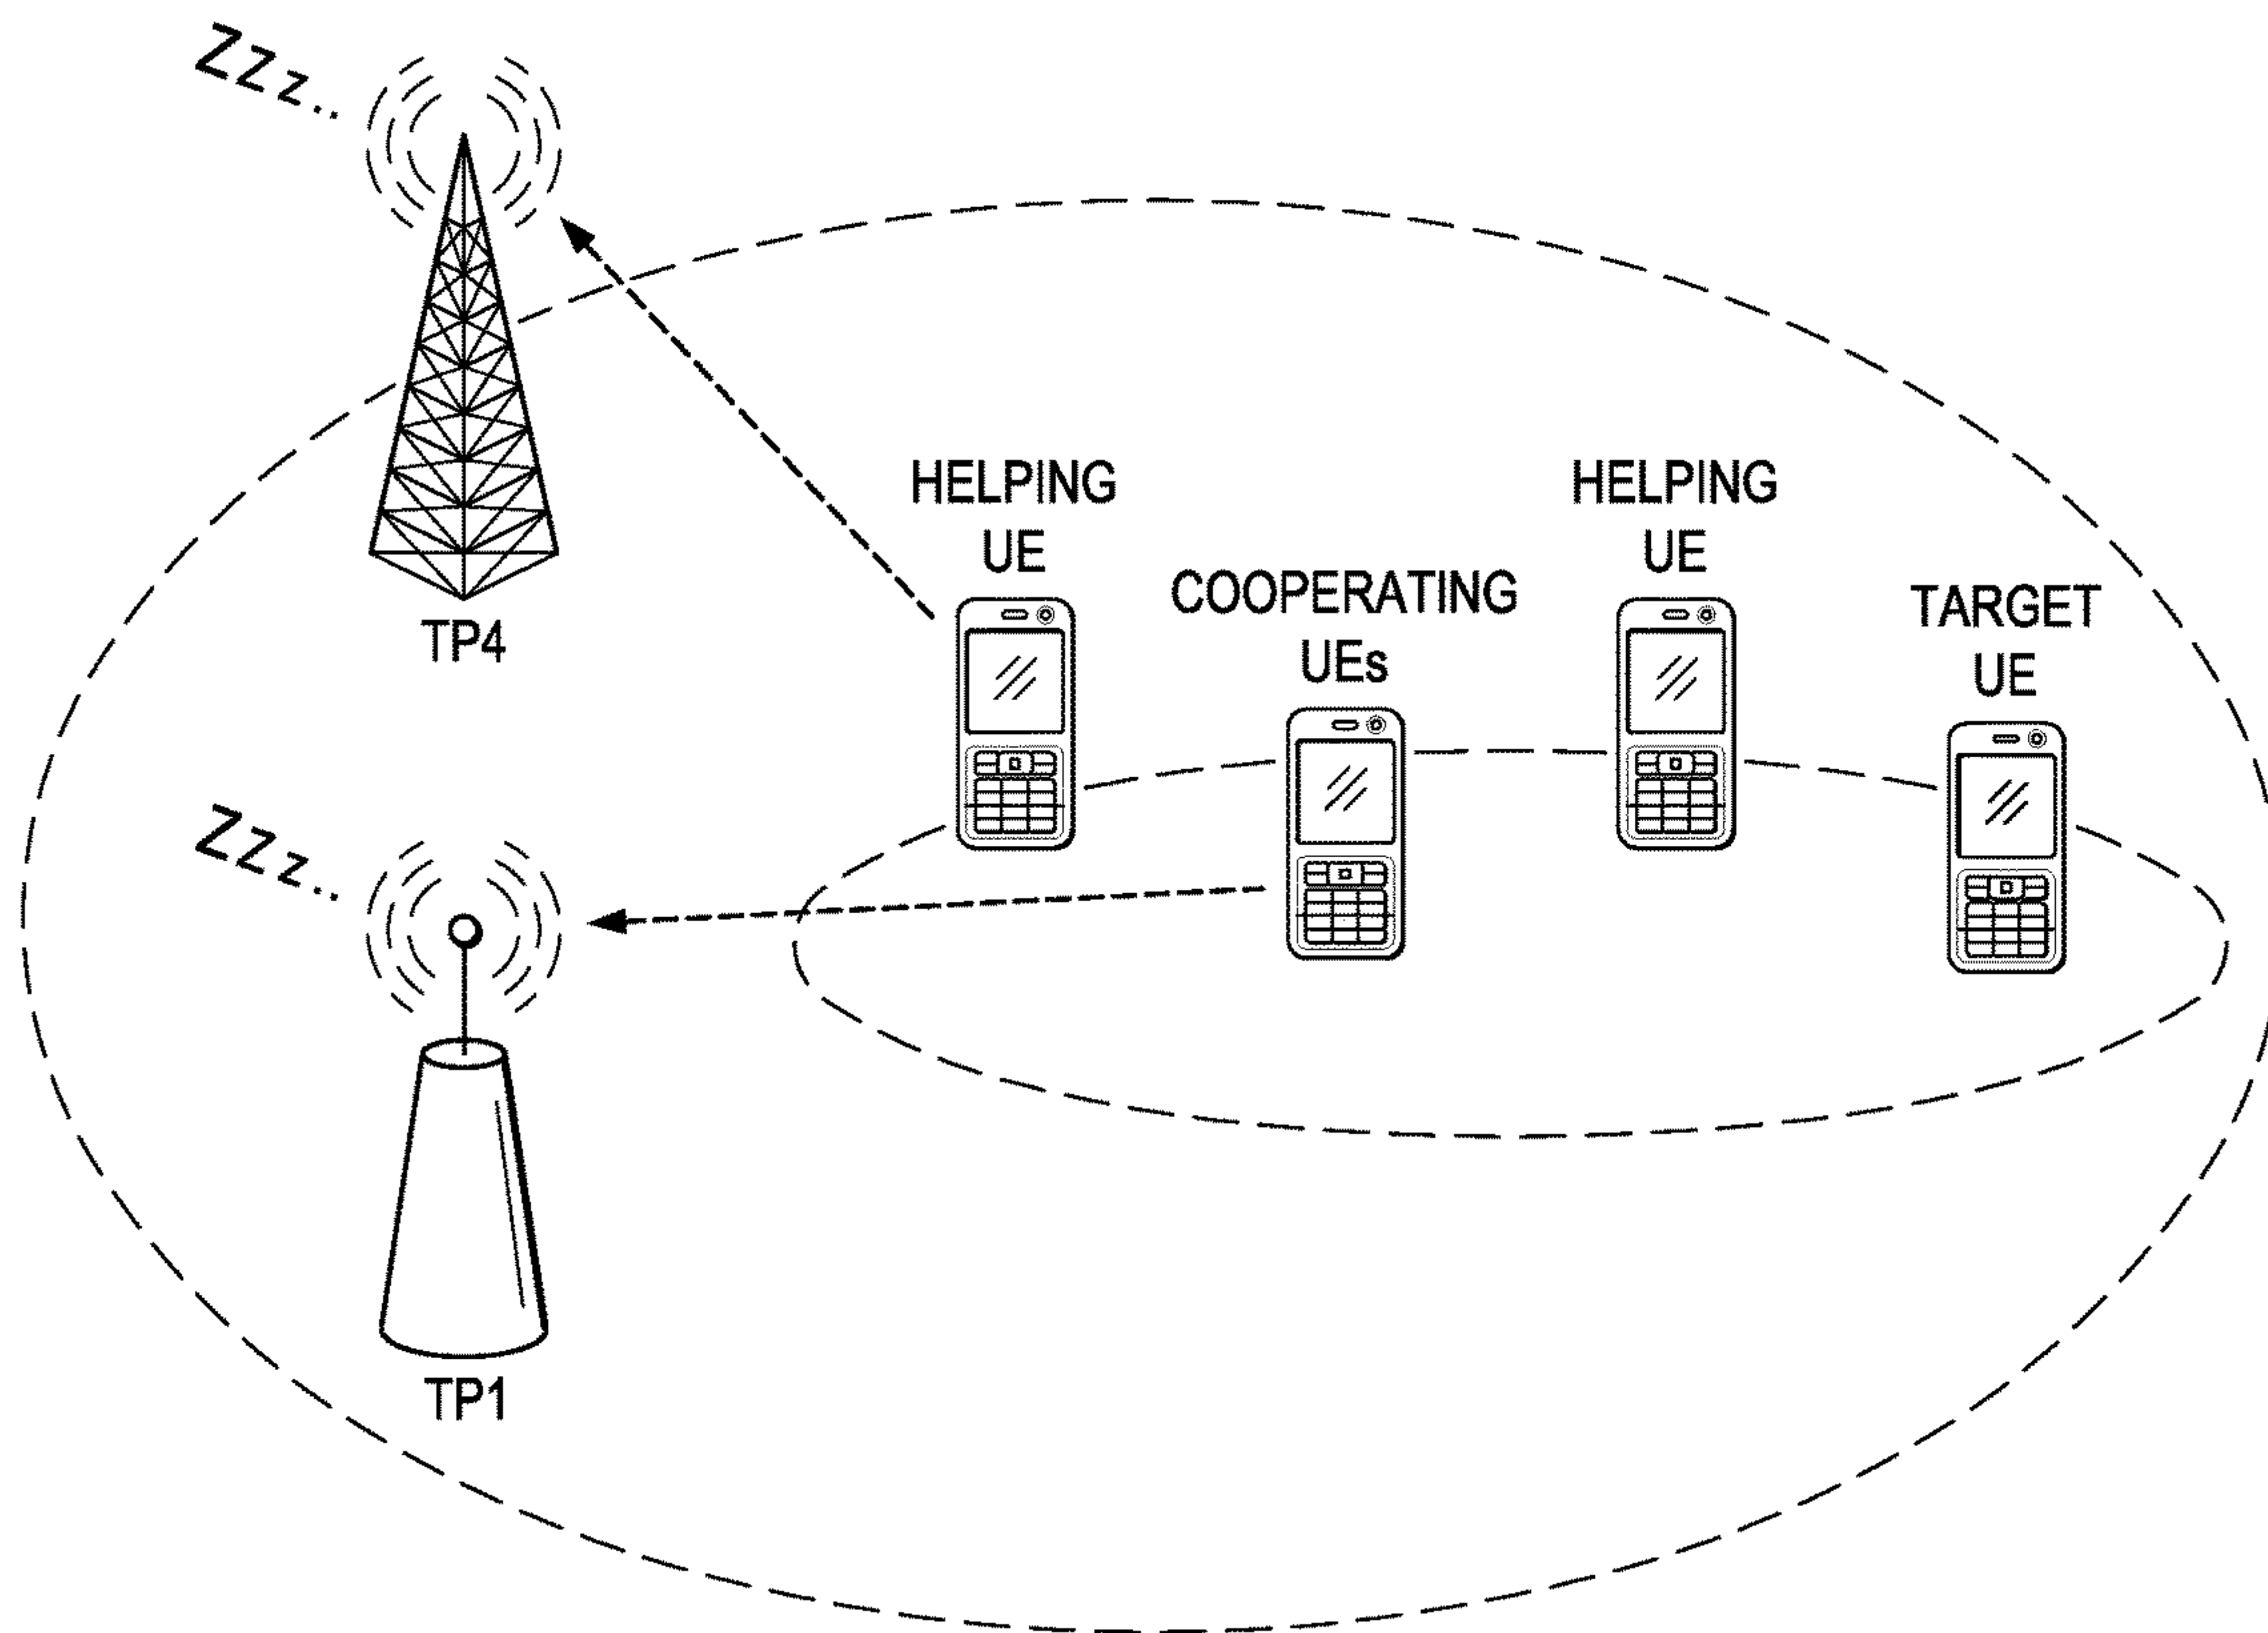 ZZz..
HELPING
UE
HELPING
UE
COOPERATING
UEs
TARGET
UE
TP4
ZZz..
TP1